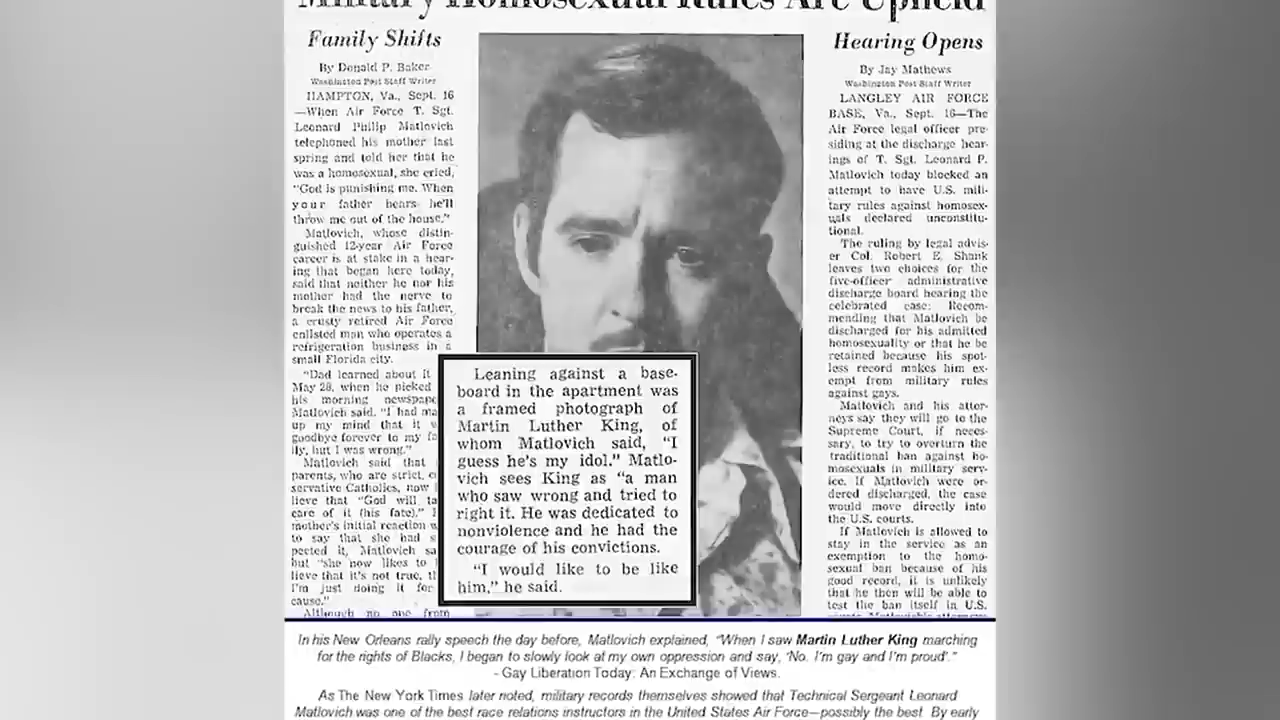 Military Homosexual Rules Are Upheld
Family Shifts
By Donald P. Baker
Washington Post Staff Writer
HAMPTON, Va., Sept. 16
—When Air Force T. Sgt.
Leonard Philip Matlovich
telephoned his mother last
spring and told her that he
was a homosexual, she cried,
"God is punishing me. When
your father hears he'll
throw me out of the house."
Matlovich, whose distin-
guished 12-year Air Force
career is at stake in a hear-
ing that began here today,
said that neither he nor his
mother had the nerve to
break the news to his father,
a crusty retired Air Force
enlisted man who operates a
refrigeration business in a
small Florida city.
"Dad learned about it
May 28, when he picked
his morning newspape
Matlovich said. "I had ma
up my mind that it w
goodbye forever to my fa
ily, but I was wrong."
Matlovich said that
parents, who are strict, c
servative Catholics, now
lieve that "God will ta
care of it (his fate)."
mother's initial reaction w
to say that she had s
pected it, Matlovich sa
but "she now likes to
lieve that it's not true, th
I'm just doing it for
cause."
Although no one from
Leaning against a base-
board in the apartment was
a framed photograph of
Martin Luther King, of
whom Matlovich said, "I
guess he's my idol." Matlo-
vich sees King as "a man
who saw wrong and tried to
right it. He was dedicated to
nonviolence and he had the
courage of his convictions.
"I would like to be like
him," he said.
Hearing Opens
By Jay Mathews
Washington Post Staff Writer
LANGLEY AIR FORCE
BASE, Va., Sept. 16—The
Air Force legal officer pre-
siding at the discharge hear-
ings of T. Sgt. Leonard P.
Matlovich today blocked an
attempt to have U.S. mili-
tary rules against homosex-
uals declared unconstitu-
tional.
The ruling by legal advis-
er Col. Robert E. Shank
leaves two choices for the
five-officer administrative
discharge board hearing the
celebrated case: Recom-
mending that Matlovich be
discharged for his admitted
homosexuality or that he be
retained because his spot-
less record makes him ex-
empt from military rules
against gays.
Matlovich and his attor-
neys say they will go to the
Supreme Court, if neces-
sary, to try to overturn the
traditional ban against ho-
mosexuals in military serv-
ice. If Matlovich were or-
dered discharged, the case
would move directly into
the U.S. courts.
If Matlovich is allowed to
stay in the service as an
exemption to the homo-
sexual ban because of his
good record, it is unlikely
that he then will be able to
test the ban itself in U.S.
In his New Orleans rally speech the day before, Matlovich explained, "When I saw Martin Luther King marching
for the rights of Blacks, I began to slowly look at my own oppression and say, 'No. I'm gay and I'm proud'."
- Gay Liberation Today: An Exchange of Views.
As The New York Times later noted, military records themselves showed that Technical Sergeant Leonard
Matlovich was one of the best race relations instructors in the United States Air Force—possibly the best. By early